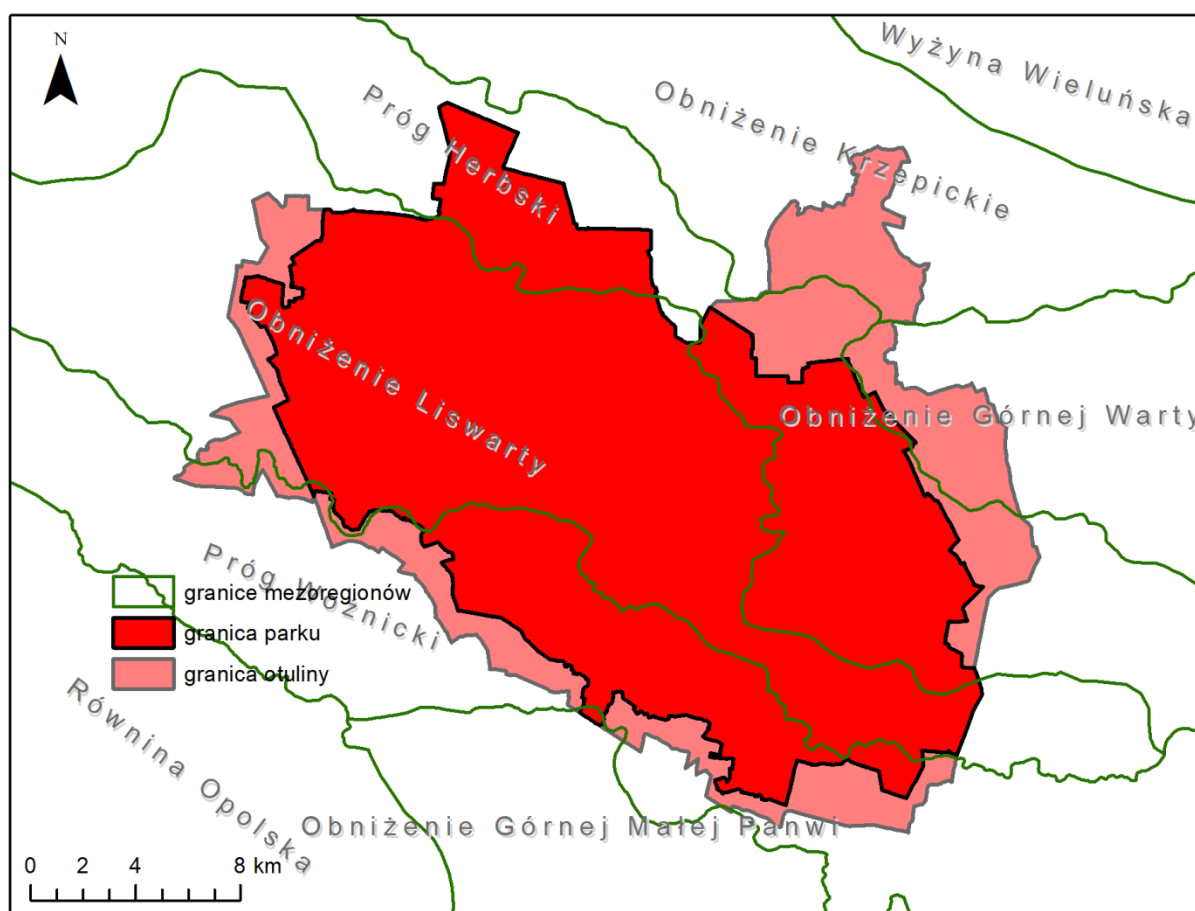 N
Wyżyna Wieluńska
Obniżenie Krzepickie
Próg Herbski
Obniżenie Liswarty
Obniżenie Górnej Warty
Próg Woźnicki
granice mezoregionów
granica parku
granica otuliny
Równina Opolska
Obniżenie Górnej Małej Panwi
0 2 4 8 km